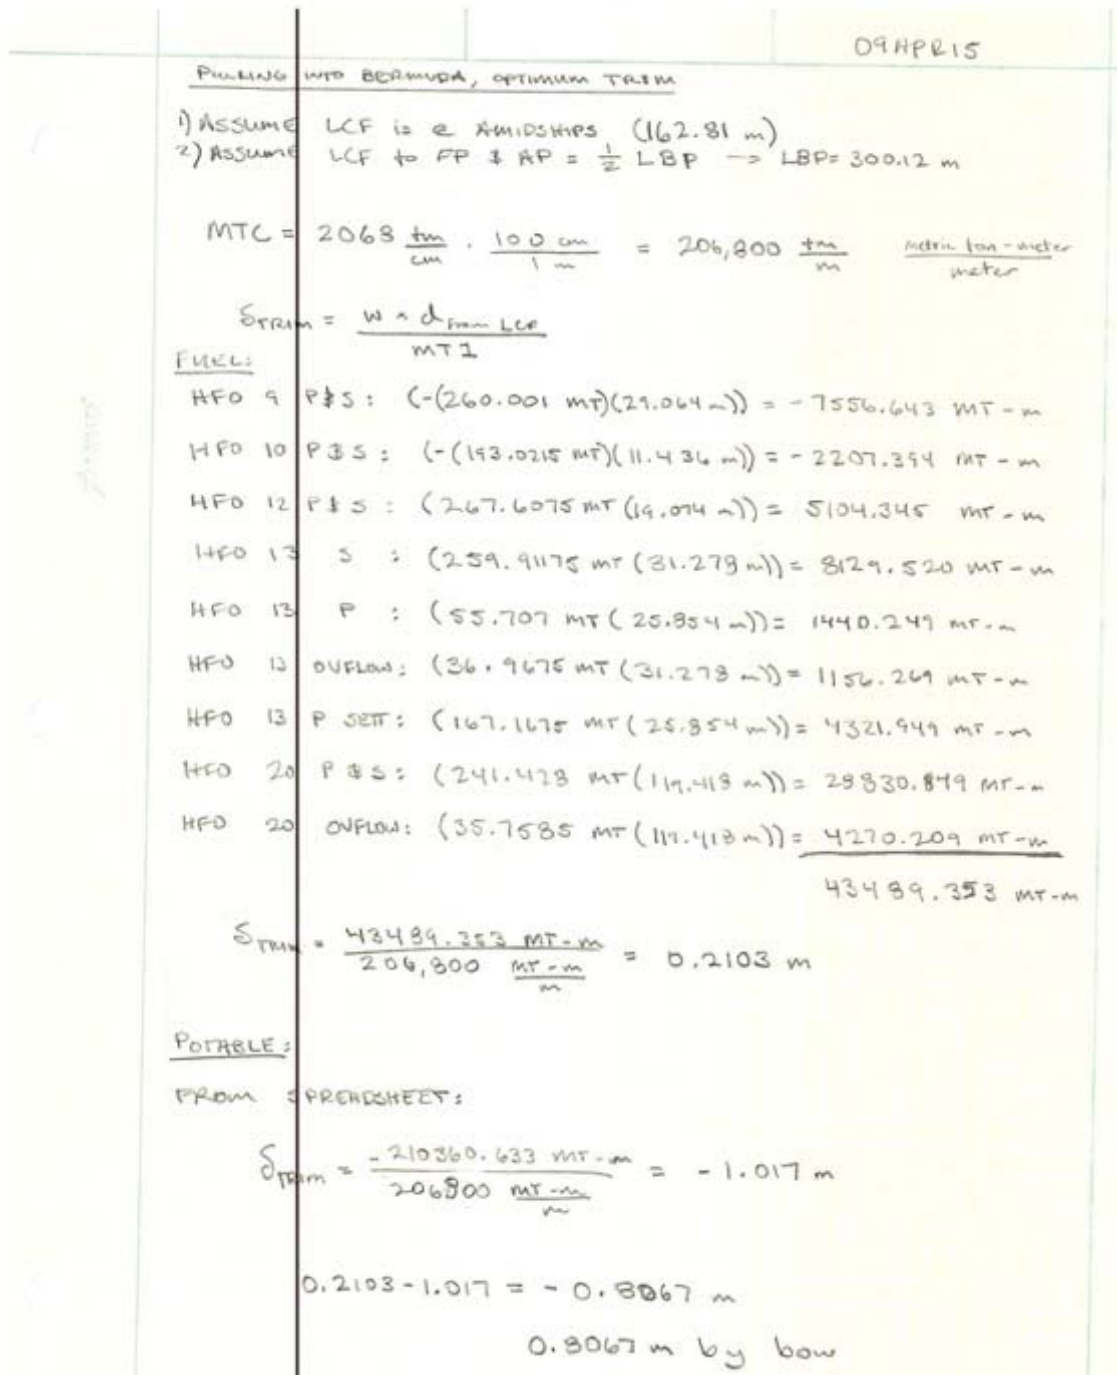 09APR15
PULLING INTO BERMUDA, OPTIMUM TRIM
1) ASSUME LCF is @ AMIDSHIPS (162.81 m)
2) ASSUME LCF to FP & AP = 1/2 LBP → LBP= 300.12 m
MTC = 2068 tm/cm · 100 cm/1 m = 206,800 tm/m metric ton-meter/meter
δTRIM = w × d from LCF / MT1
FUEL:
HFO 9 P&S: (-(260.001 MT)(29.064 m)) = -7556.643 MT-m
HFO 10 P&S: (-(193.0215 MT)(11.436 m)) = -2207.394 MT-m
HFO 12 P&S: (267.6075 MT (19.074 m)) = 5104.345 MT-m
HFO 13 S : (259.91175 MT (31.278 m)) = 8129.520 MT-m
HFO 13 P : (55.707 MT (25.854 m)) = 1440.249 MT-m
HFO 13 OVFLOW: (36.9675 MT (31.278 m)) = 1156.269 MT-m
HFO 13 P SETT: (167.1675 MT (25.854 m)) = 4321.949 MT-m
HFO 20 P&S: (241.428 MT (119.418 m)) = 28830.849 MT-m
HFO 20 OVFLOW: (35.7585 MT (119.418 m)) = 4270.209 MT-m
43489.353 MT-m
δTRIM = 43489.353 MT-m / 206,800 MT-m/m = 0.2103 m
POTABLE:
FROM SPREADSHEET:
δTRIM = -210360.633 MT-m / 206800 MT-m/m = -1.017 m
0.2103-1.017 = -0.8067 m
0.8067 m by bow